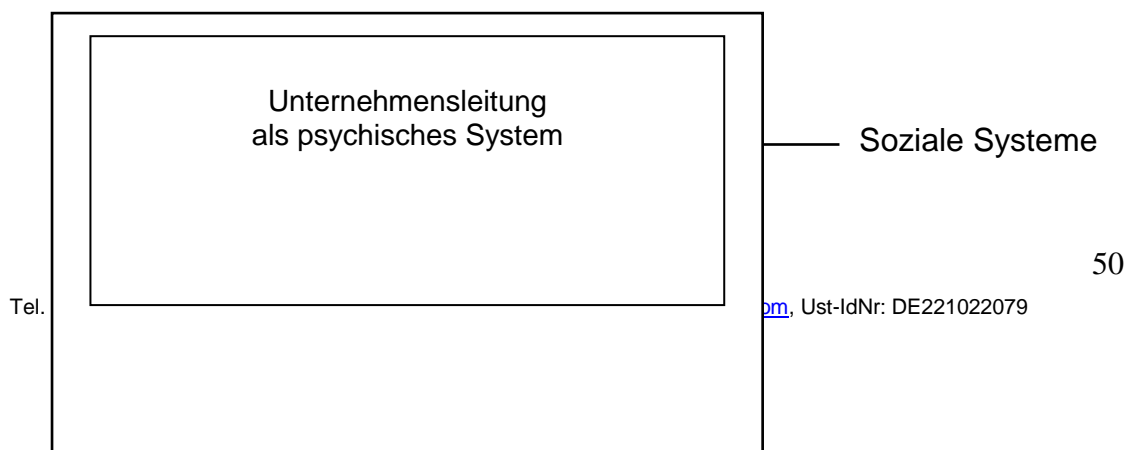 Unternehmensleitung
als psychisches System
Soziale Systeme
50
Tel. om, Ust-IdNr: DE221022079